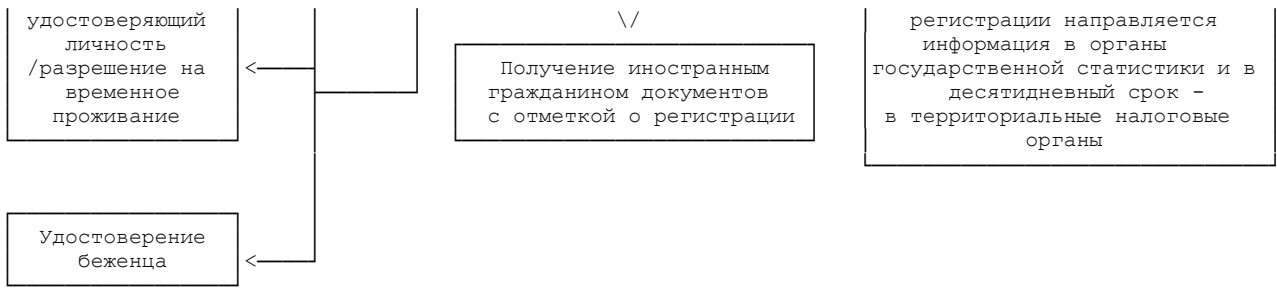 удостоверяющий
личность
/разрешение на
временное
проживание
\/
Получение иностранным
гражданином документов
с отметкой о регистрации
регистрации направляется
информация в органы
государственной статистики и в
десятидневный срок -
в территориальные налоговые
органы
Удостоверение
беженца